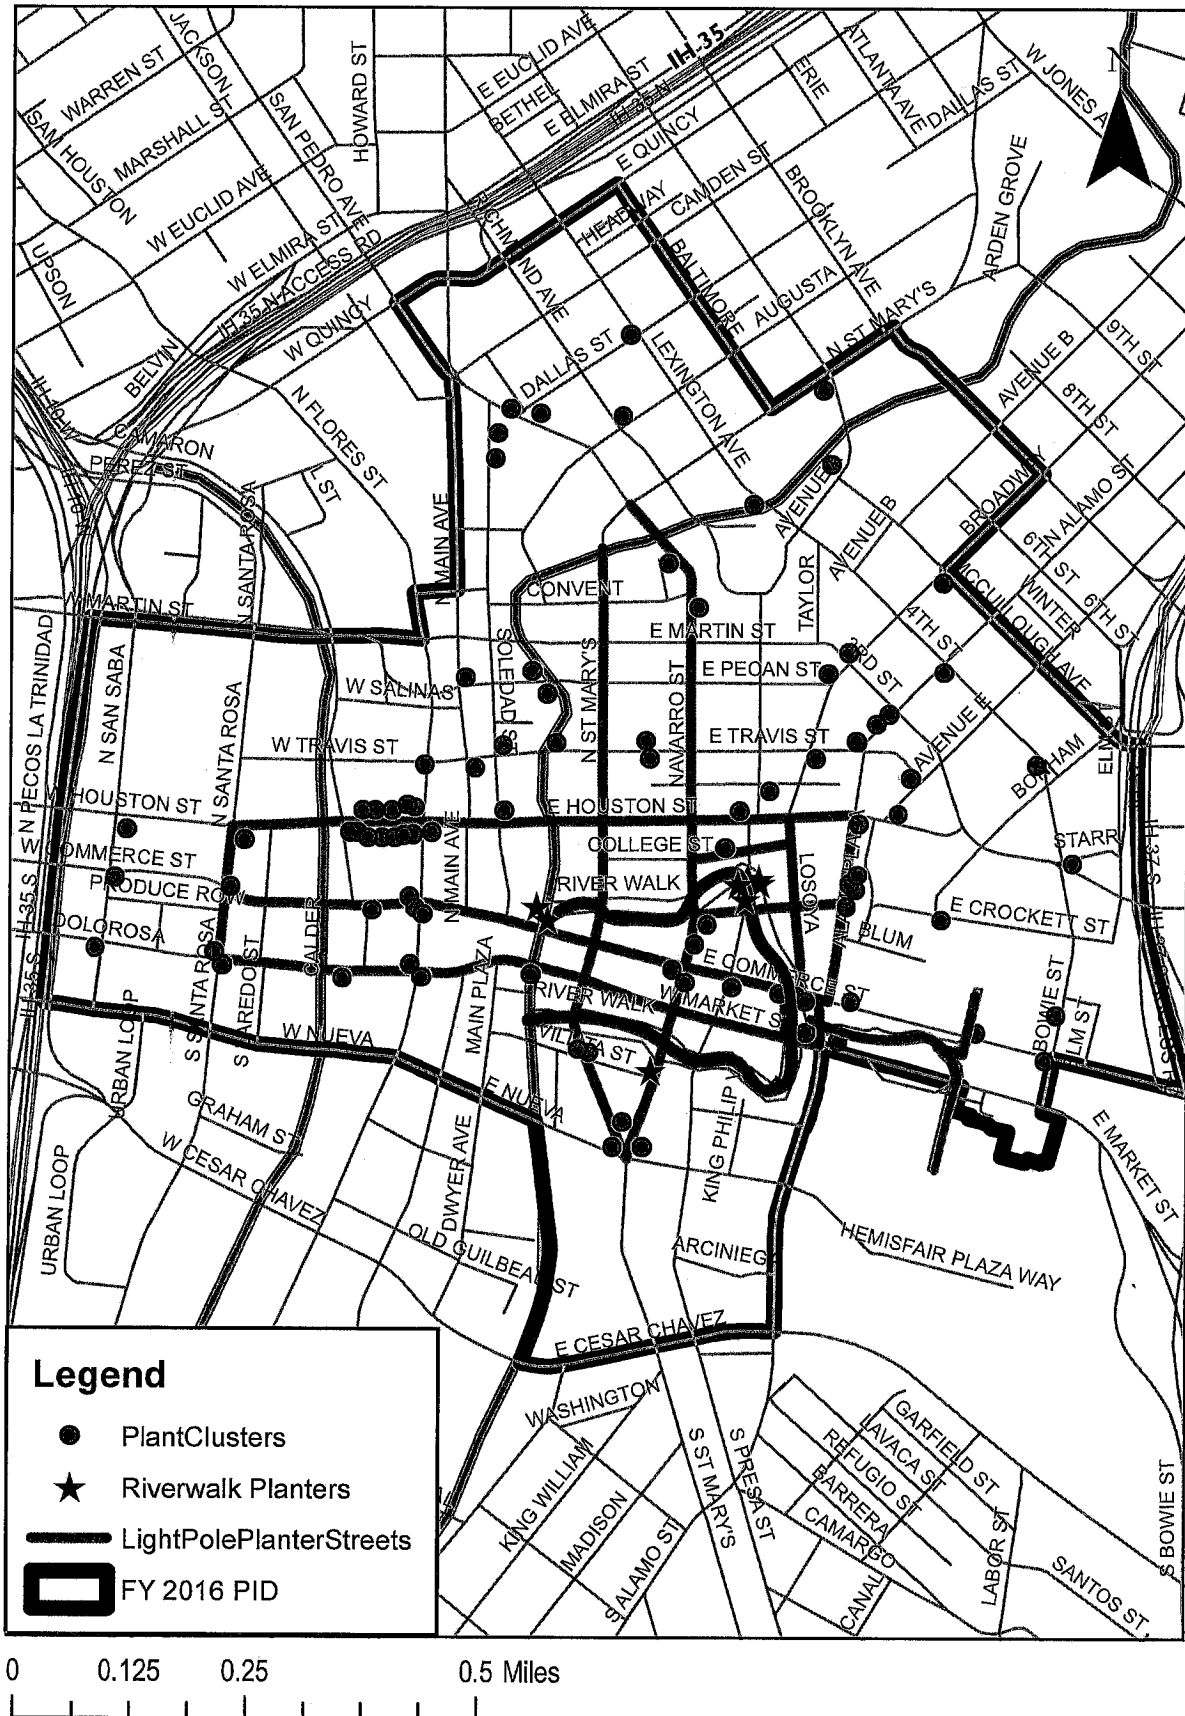 JACKSON
HOWARD ST
E EUCLID AVE
IH-35
ATLANTA AVE
W JONES A
N
WARREN ST
BETHEL
E ELMIRA ST
IH 35 N
ERIE
DALLAS ST
SAM HOUSTON
MARSHALL ST
SAN PEDRO AVE
E QUINCY
CAMDEN ST
BROOKLYN AVE
ARDEN GROVE
W EUCLID AVE
HEADWAY
UPSON
W ELMIRA ST
IH 35 N ACCESS RD
RICHMOND AVE
BALTIMORE
AUGUSTA
N ST MARY'S
W QUINCY
BELVIN
DALLAS ST
LEXINGTON AVE
AVENUE B
9TH ST
8TH ST
IH 10 W
N FLORES ST
CAMARON
PEREZ ST
L ST
N SANTA ROSA
N MAIN AVE
AVENUE
AVENUE B
BROADWAY
N ALAMO ST
6TH ST
CONVENT
TAYLOR
MCCULLOUGH AVE
WINTER
6TH ST
W MARTIN ST
E MARTIN ST
4TH ST
3RD ST
N PECOS LA TRINIDAD
N SAN SABA
N SANTA ROSA
W SALINAS
SOLEDAD ST
N ST MARY'S
NAVARRO ST
E PECAN ST
W TRAVIS ST
E TRAVIS ST
AVENUE E
BONHAM
ELM
W HOUSTON ST
E HOUSTON ST
STARR
W COMMERCE ST
COLLEGE ST
PRODUCE ROW
N MAIN AVE
RIVER WALK
LOSOYA
E CROCKETT ST
DOLOROSA
CALDER
BLUM
IH 35 S
S SANTA ROSA
S LAREDO ST
MAIN PLAZA
E COMMERCE ST
RIVER WALK
W MARKET S
BOWIE ST
ELM ST
W NUEVA
VILLITA ST
URBAN LOOP
E NUEVA
KING PHILIP V
E MARKET ST
GRAHAM ST
W CESAR CHAVEZ
DWYER AVE
URBAN LOOP
OLD GUILBEAU ST
ARCINIEGA
HEMISFAIR PLAZA WAY
E CESAR CHAVEZ
WASHINGTON
KING WILLIAM
MADISON
S ALAMO ST
S ST MARY'S
S PRESA ST
GARFIELD ST
LAVACA ST
REFUGIO ST
BARRERA
CAMARGO
CANAL
LABOR ST
SANTOS ST,
S BOWIE ST
Legend
PlantClusters
Riverwalk Planters
LightPolePlanterStreets
FY 2016 PID
0 0.125 0.25 0.5 Miles